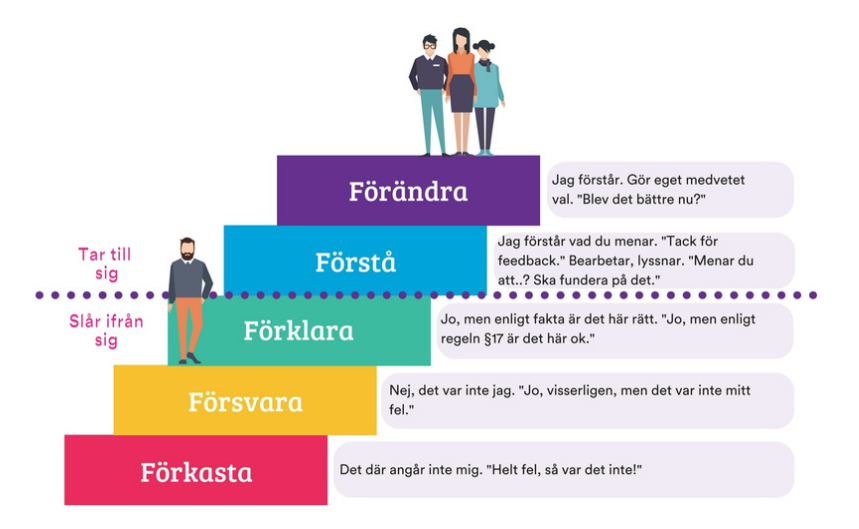 Förändra
Jag förstår. Gör eget medvetet
val. "Blev det bättre nu?"
Förstå
Jag förstår vad du menar. "Tack för
feedback." Bearbetar, lyssnar. "Menar du
att..? Ska fundera på det."
Tar till
sig
Slår ifrån
sig
Förklara
Jo, men enligt fakta är det här rätt. "Jo, men enligt
regeln §17 är det här ok."
Försvara
Nej, det var inte jag. "Jo, visserligen, men det var inte mitt
fel."
Förkasta
Det där angår inte mig. "Helt fel, så var det inte!"